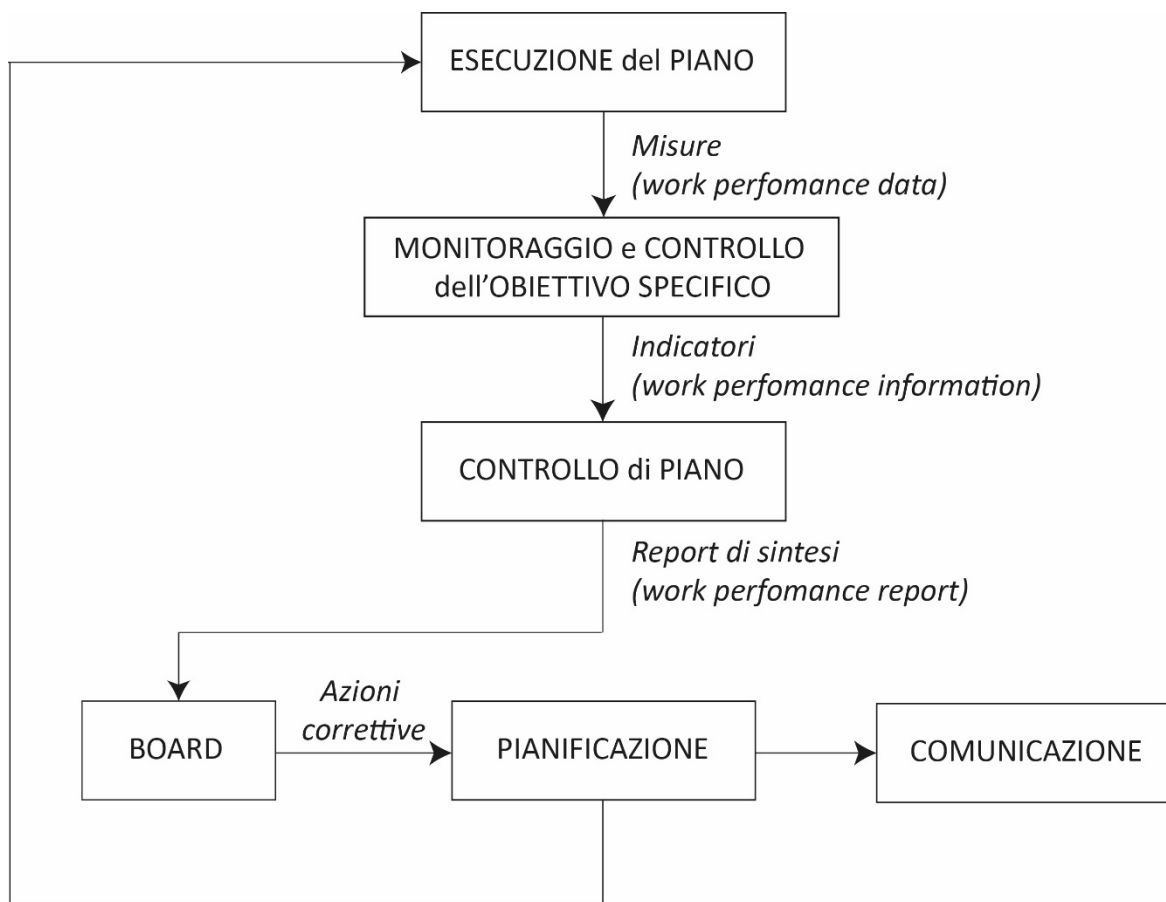 ESECUZIONE del PIANO
Misure
(work perfomance data)
MONITORAGGIO e CONTROLLO
dell’OBIETTIVO SPECIFICO
Indicatori
(work perfomance information)
CONTROLLO di PIANO
Report di sintesi
(work perfomance report)
BOARD
Azioni
correttive
PIANIFICAZIONE
COMUNICAZIONE